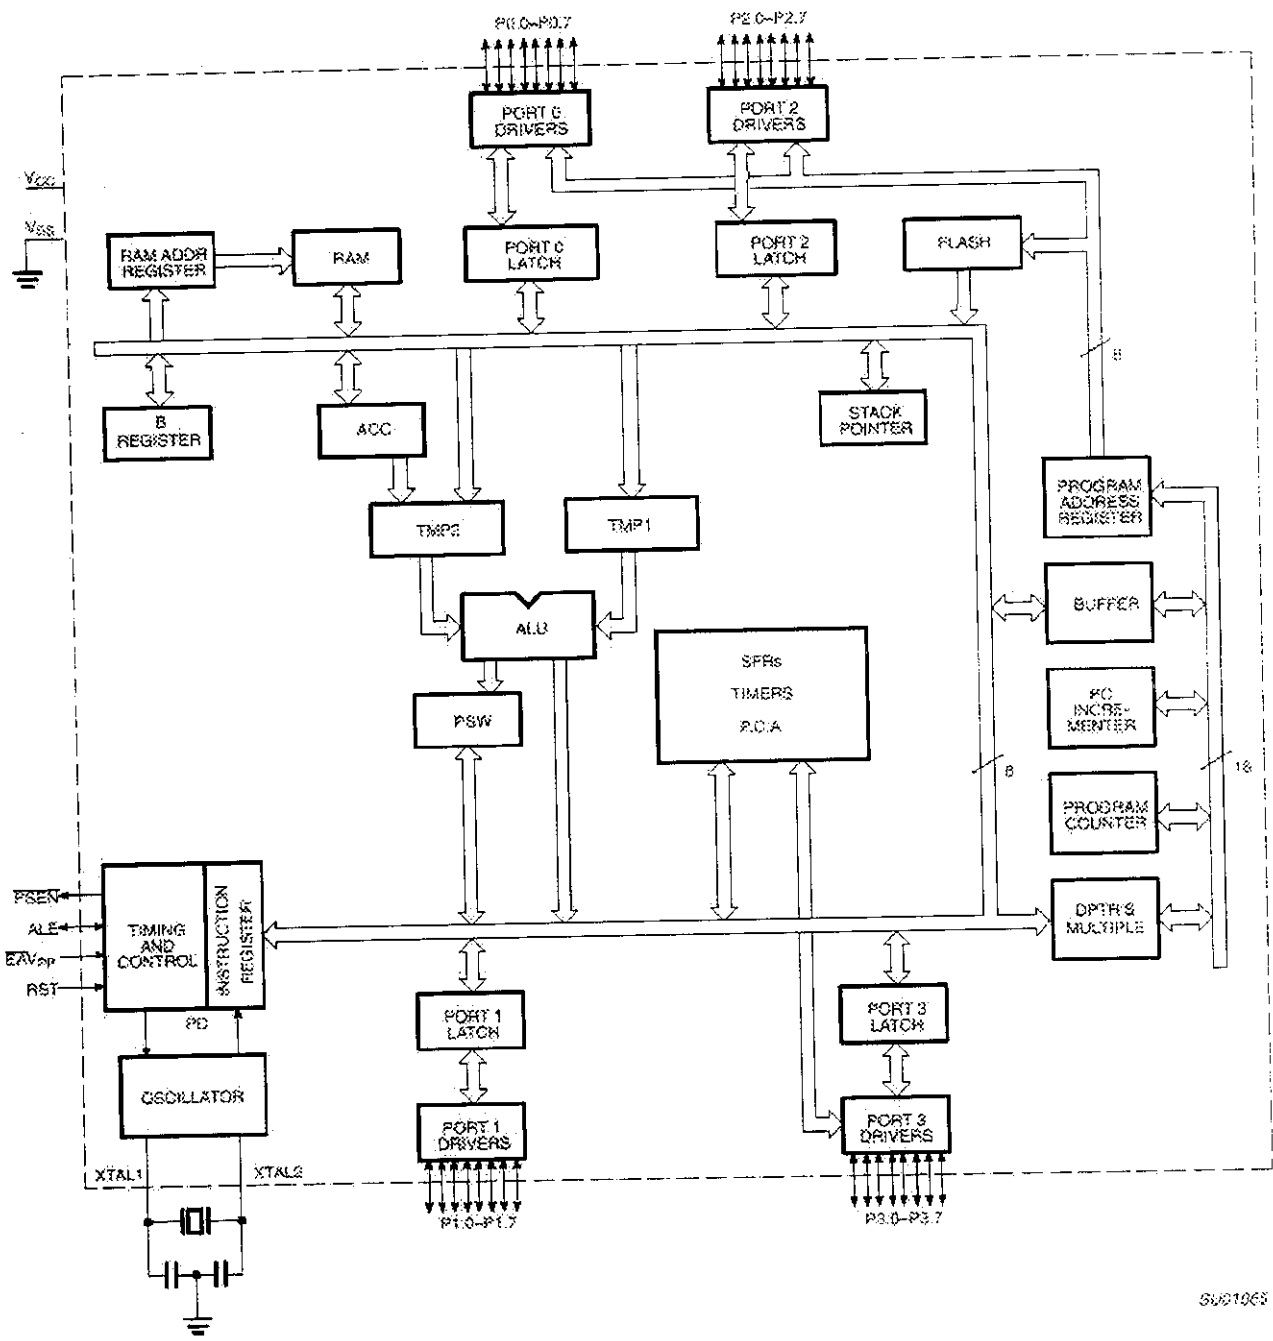 P0.0–P0.7
P2.0–P2.7
PORT 0
DRIVERS
PORT 2
DRIVERS
VCC
VSS
RAM ADDR
REGISTER
RAM
PORT 0
LATCH
PORT 2
LATCH
FLASH
8
B
REGISTER
ACC
STACK
POINTER
TMP2
TMP1
PROGRAM
ADDRESS
REGISTER
ALU
BUFFER
SFRs
TIMERS
P.C.A
PSW
PC
INCRE-
MENTER
8
16
PROGRAM
COUNTER
PSEN
ALE
EAVPP
RST
TIMING
AND
CONTROL
INSTRUCTION
REGISTER
DPTR'S
MULTIPLE
PD
PORT 1
LATCH
PORT 3
LATCH
OSCILLATOR
PORT 1
DRIVERS
PORT 3
DRIVERS
XTAL1
XTAL2
P1.0–P1.7
P3.0–P3.7
SU01065